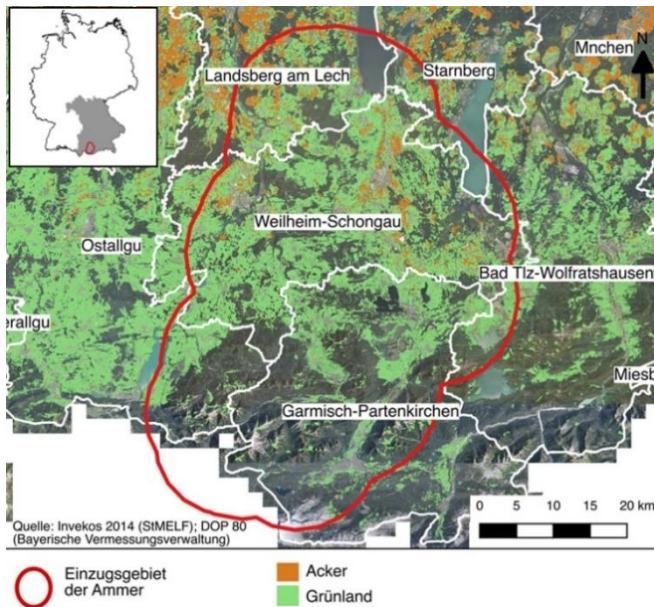 Mnchen
N
Landsberg am Lech
Starnberg
Weilheim-Schongau
Ostallgu
Bad Tlz-Wolfratshausen
erallgu
Miesb
Garmisch-Partenkirchen
0 5 10 15 20 km
Quelle: Invekos 2014 (StMELF); DOP 80
(Bayerische Vermessungsverwaltung)
Einzugsgebiet
der Ammer
Acker
Grünland